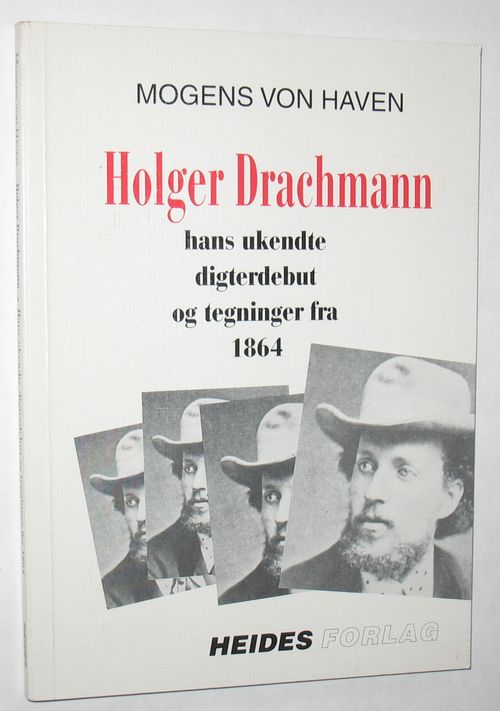 MOGENS VON HAVEN
Holger Drachmann
hans ukendte
digterdebut
og tegninger fra
1864
HEIDES FORLAG